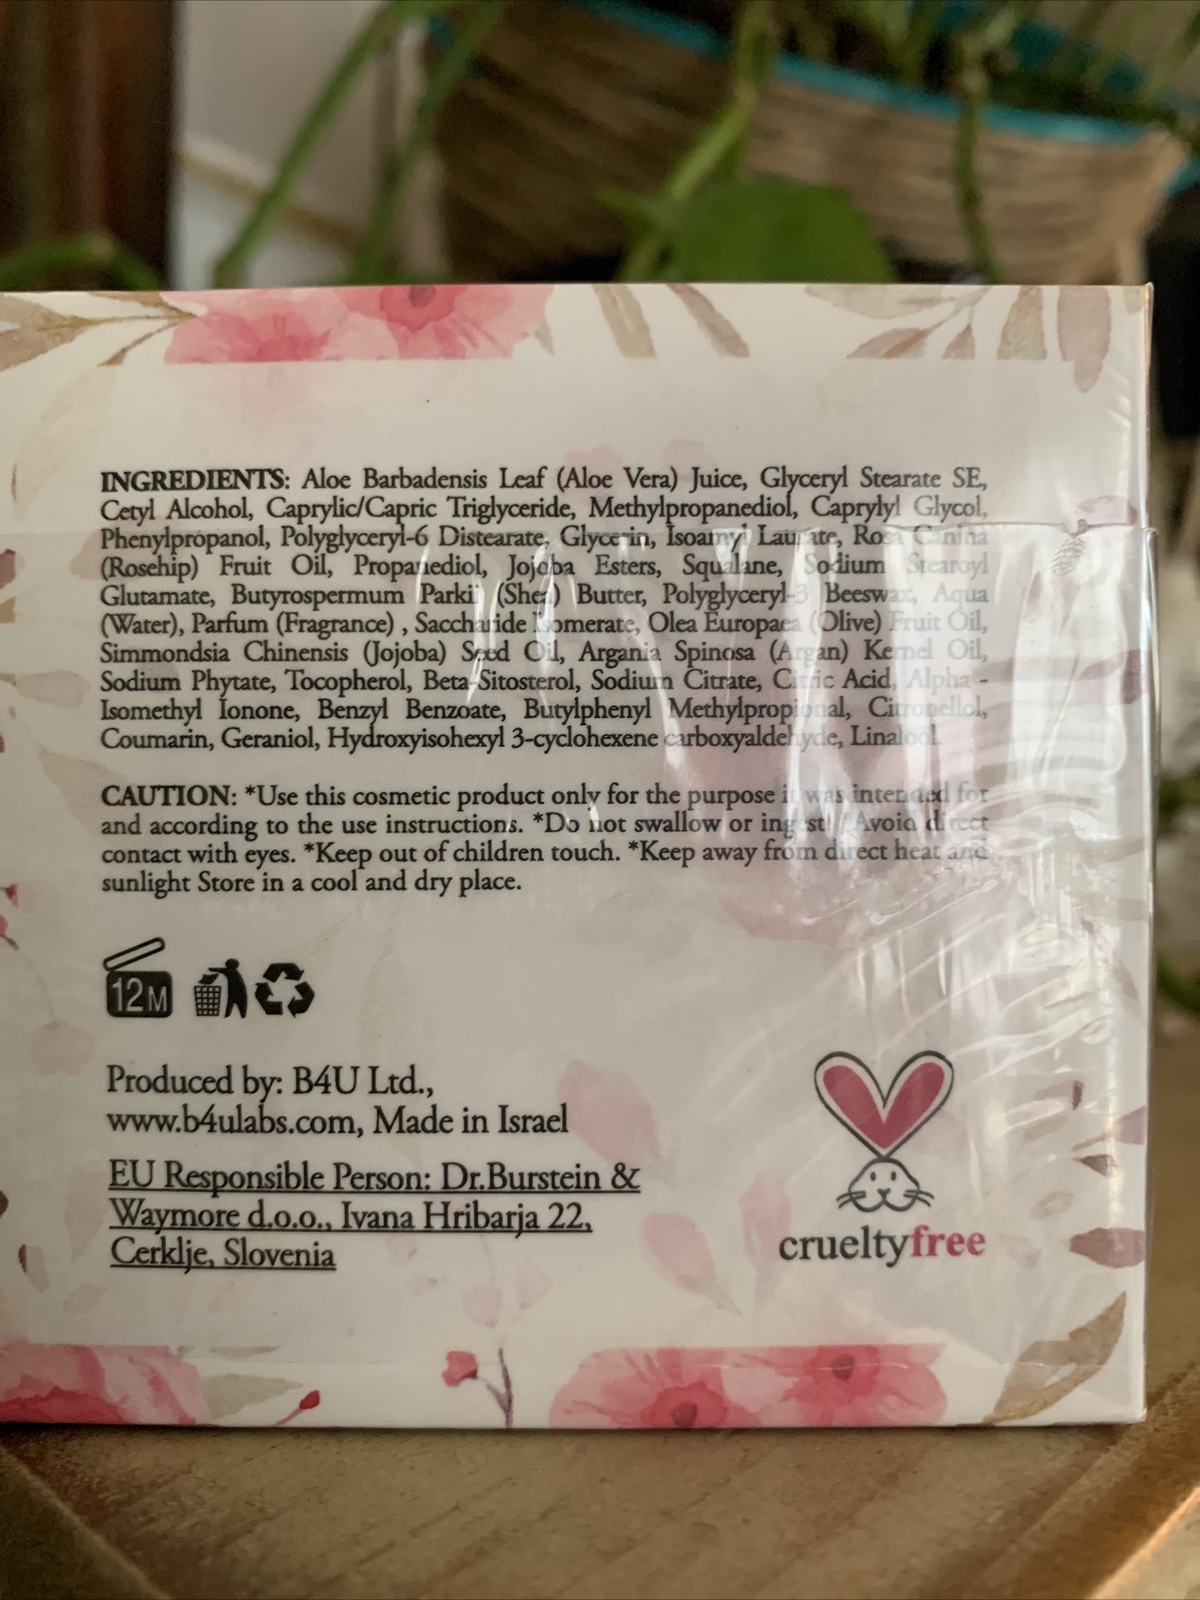 INGREDIENTS: Aloe Barbadensis Leaf (Aloe Vera) Juice, Glyceryl Stearate SE,
Cetyl Alcohol, Caprylic/Capric Triglyceride, Methylpropanediol, Caprylyl Glycol,
Phenylpropanol, Polyglyceryl-6 Distearate, Glycerin, Isoamyl Laurate, Rosa Canina
(Rosehip) Fruit Oil, Propanediol, Jojoba Esters, Squalane, Sodium Stearoyl
Glutamate, Butyrospermum Parkii (Shea) Butter, Polyglyceryl-3 Beeswax, Aqua
(Water), Parfum (Fragrance) , Saccharide Isomerate, Olea Europaea (Olive) Fruit Oil,
Simmondsia Chinensis (Jojoba) Seed Oil, Argania Spinosa (Argan) Kernel Oil,
Sodium Phytate, Tocopherol, Beta-Sitosterol, Sodium Citrate, Citric Acid, Alpha -
Isomethyl Ionone, Benzyl Benzoate, Butylphenyl Methylpropional, Citronellol,
Coumarin, Geraniol, Hydroxyisohexyl 3-cyclohexene carboxyaldehyde, Linalool.
CAUTION: *Use this cosmetic product only for the purpose it was intended for
and according to the use instructions. *Do not swallow or ingest! *Avoid direct
contact with eyes. *Keep out of children touch. *Keep away from direct heat and
sunlight Store in a cool and dry place.
12M
Produced by: B4U Ltd.,
www.b4ulabs.com, Made in Israel
EU Responsible Person: Dr.Burstein &
Waymore d.o.o., Ivana Hribarja 22,
Cerklje, Slovenia
crueltyfree